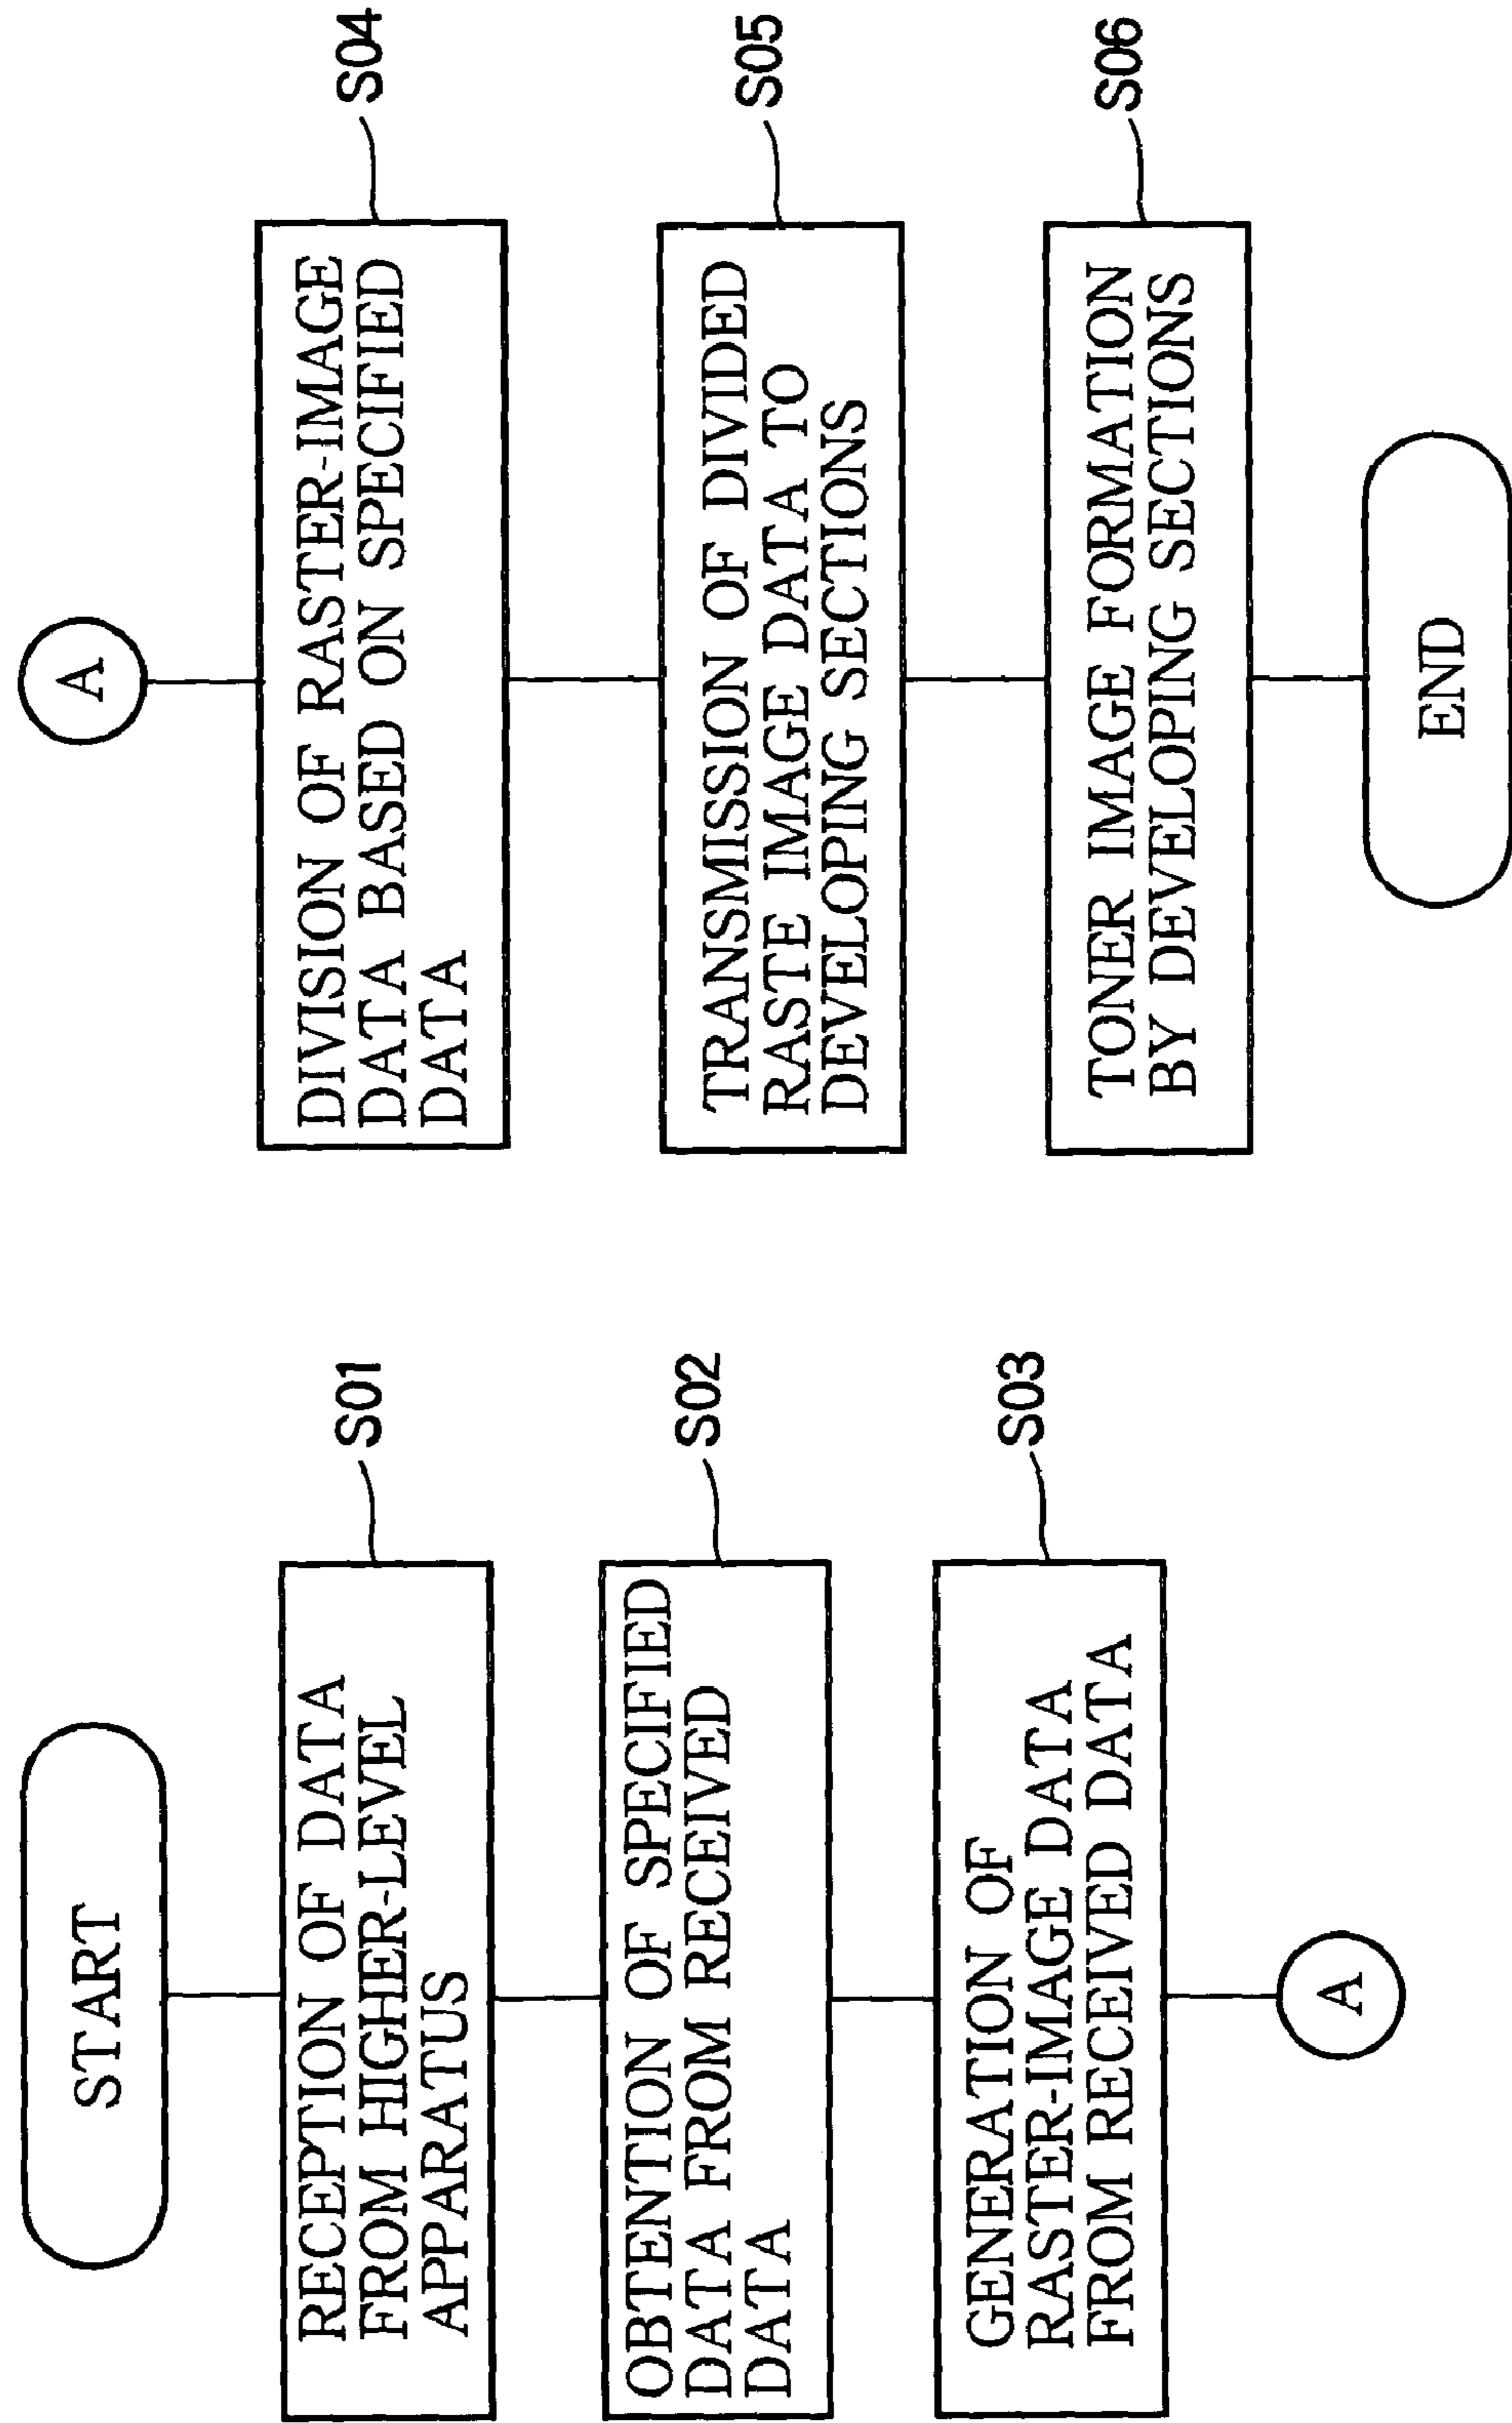 START
RECEPTION OF DATA
FROM HIGHER-LEVEL
APPARATUS
S01
OBTENTION OF SPECIFIED
DATA FROM RECEIVED
DATA
S02
GENERATION OF
RASTER-IMAGE DATA
FROM RECEIVED DATA
S03
A
A
DIVISION OF RASTER-IMAGE
DATA BASED ON SPECIFIED
DATA
S04
TRANSMISSION OF DIVIDED
RASTE IMAGE DATA TO
DEVELOPING SECTIONS
S05
TONER IMAGE FORMATION
BY DEVELOPING SECTIONS
S06
END